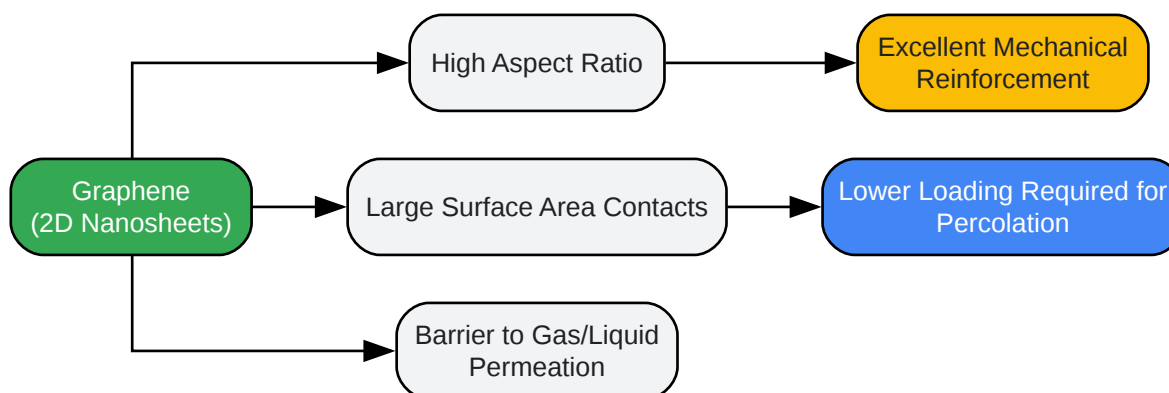 High Aspect Ratio
Excellent Mechanical
Reinforcement
Graphene
(2D Nanosheets)
Large Surface Area Contacts
Lower Loading Required for
Percolation
Barrier to Gas/Liquid
Permeation